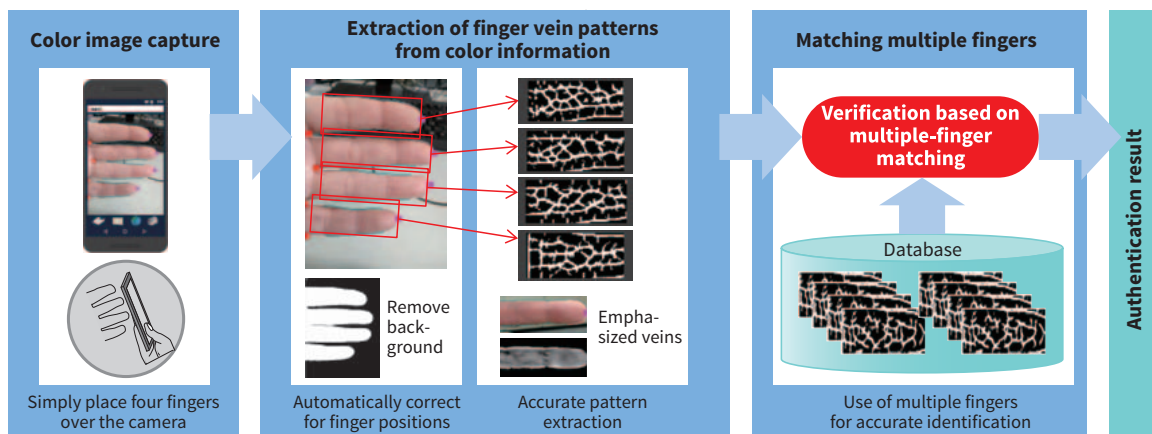 Color image capture
Simply place four fingers
over the camera
Extraction of finger vein patterns
from color information
Remove
back-
ground
Empha-
sized veins
Automatically correct
for finger positions
Accurate pattern
extraction
Matching multiple fingers
Verification based on
multiple-finger
matching
Database
Use of multiple fingers
for accurate identification
Authentication result